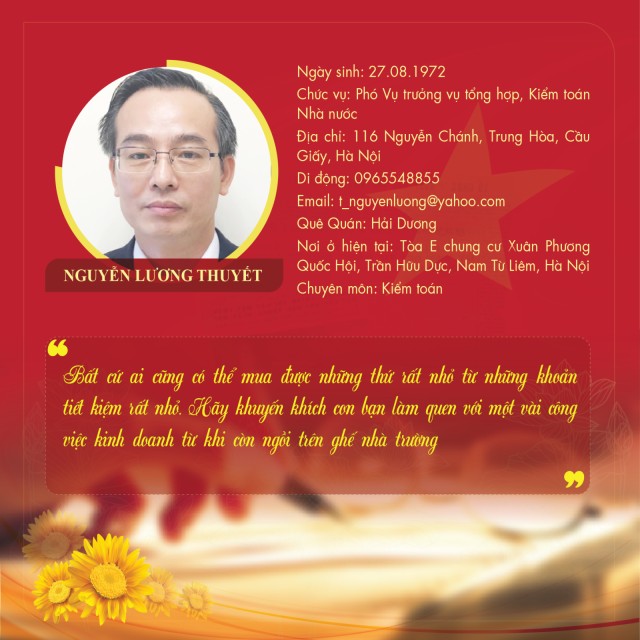 Ngày sinh: 27.08.1972
Chức vụ: Phó Vụ trưởng vụ tổng hợp, Kiểm toán
Nhà nước
Địa chỉ: 116 Nguyễn Chánh, Trung Hòa, Cầu
Giấy, Hà Nội
Di động: 0965548855
Email: t_nguyenluong@yahoo.com
Quê Quán: Hải Dương
Nơi ở hiện tại: Tòa E chung cư Xuân Phương
Quốc Hội, Trần Hữu Dực, Nam Từ Liêm, Hà Nội
Chuyên môn: Kiểm toán
NGUYỄN LƯƠNG THUYẾT
“
Bất cứ ai cũng có thể mua được những thứ rất nhỏ từ những khoản
tiết kiệm rất nhỏ. Hãy khuyến khích con bạn làm quen với một vài công
việc kinh doanh từ khi còn ngồi trên ghế nhà trường
”